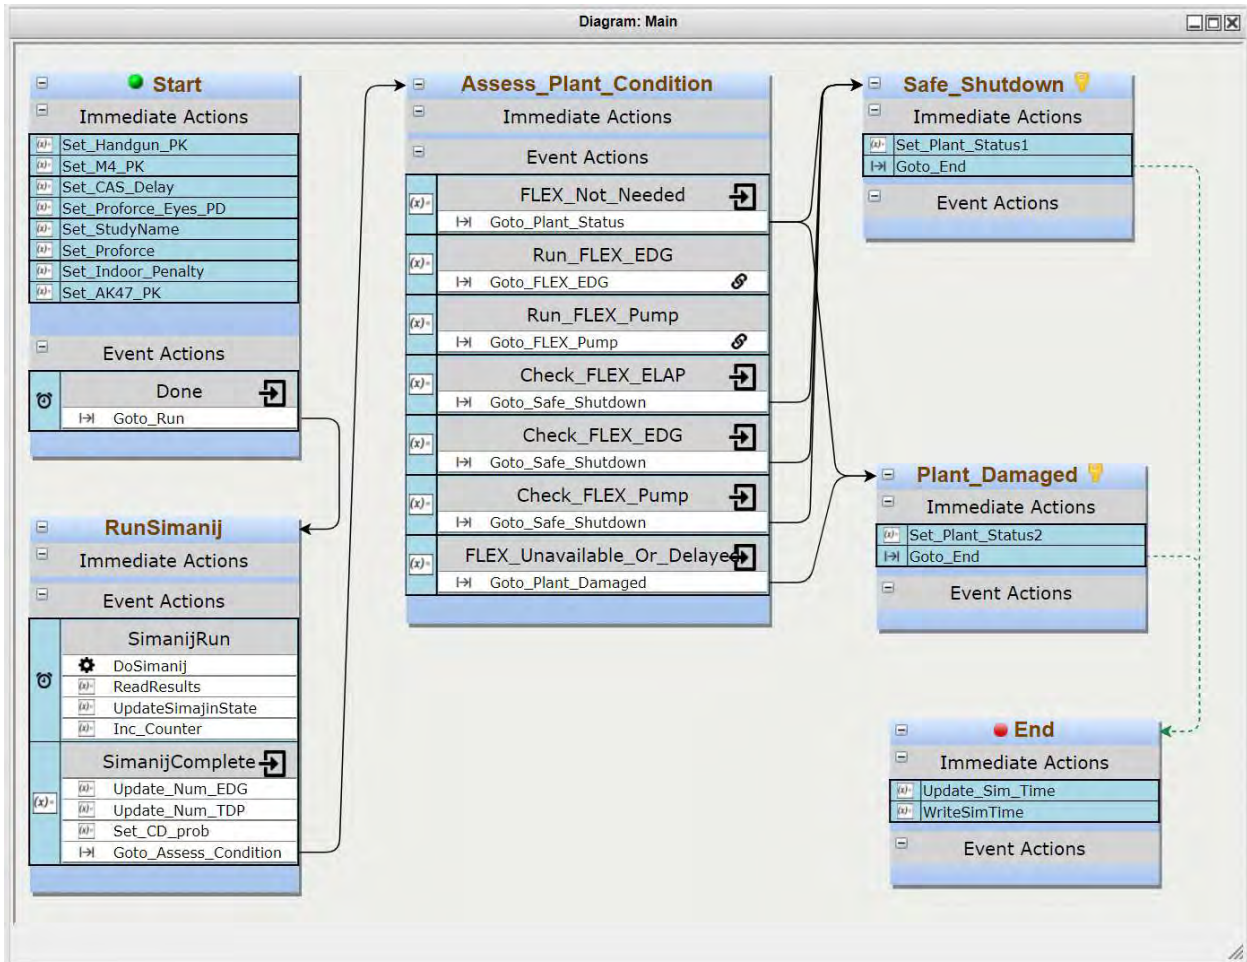 Diagram: Main
Start
Immediate Actions
Set_Handgun_PK
Set_M4_PK
Set_CAS_Delay
Set_Proforce_Eyes_PD
Set_StudyName
Set_Proforce
Set_Indoor_Penalty
Set_AK47_PK
Event Actions
Done
Goto_Run
RunSimanij
Immediate Actions
Event Actions
SimanijRun
DoSimanij
ReadResults
UpdateSimajinState
Inc_Counter
SimanijComplete
(x)=
Update_Num_EDG
Update_Num_TDP
Set_CD_prob
Goto_Assess_Condition
Assess_Plant_Condition
Immediate Actions
Event Actions
(x)=
FLEX_Not_Needed
Goto_Plant_Status
(x)=
Run_FLEX_EDG
Goto_FLEX_EDG
(x)=
Run_FLEX_Pump
Goto_FLEX_Pump
(x)=
Check_FLEX_ELAP
Goto_Safe_Shutdown
(x)=
Check_FLEX_EDG
Goto_Safe_Shutdown
(x)=
Check_FLEX_Pump
Goto_Safe_Shutdown
(x)=
FLEX_Unavailable_Or_Delayed
Goto_Plant_Damaged
Safe_Shutdown
Immediate Actions
Set_Plant_Status1
Goto_End
Event Actions
Plant_Damaged
Immediate Actions
Set_Plant_Status2
Goto_End
Event Actions
End
Immediate Actions
Update_Sim_Time
WriteSimTime
Event Actions